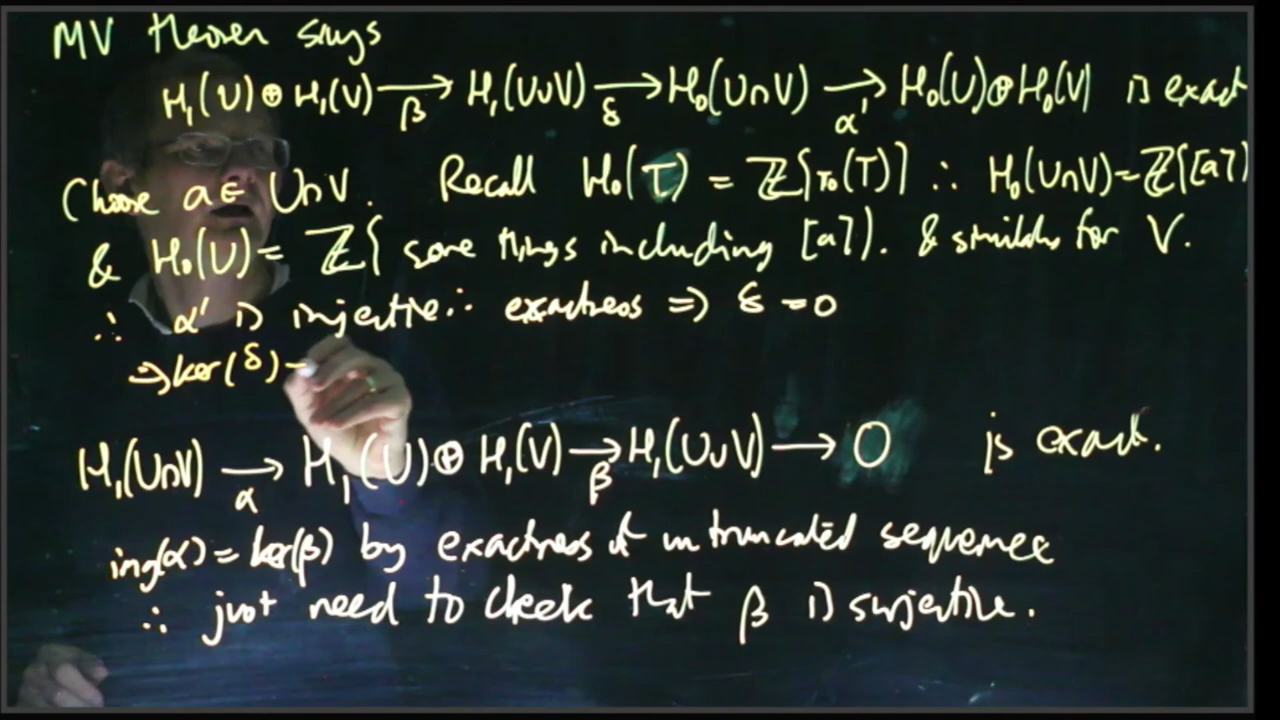 MV theorem says
H₁(U)⊕H₁(V) →β H₁(U∪V) →δ H₀(U∩V) →α' H₀(U)⊕H₀(V) is exact
Choose a∈U∩V. Recall H₀(T) = ℤ{π₀(T)} ∴ H₀(U∩V)=ℤ{[a]}
& H₀(U)= ℤ{ some things including [a]}. & similarly for V.
∴ α' is injective ∴ exactness ⇒ δ = 0
⇒ ker(δ) =
H₁(U∩V) →α H₁(U)⊕H₁(V) →β H₁(U∪V) → 0 is exact.
img(α)=ker(β) by exactness of untruncated sequence
∴ just need to check that β is surjective.